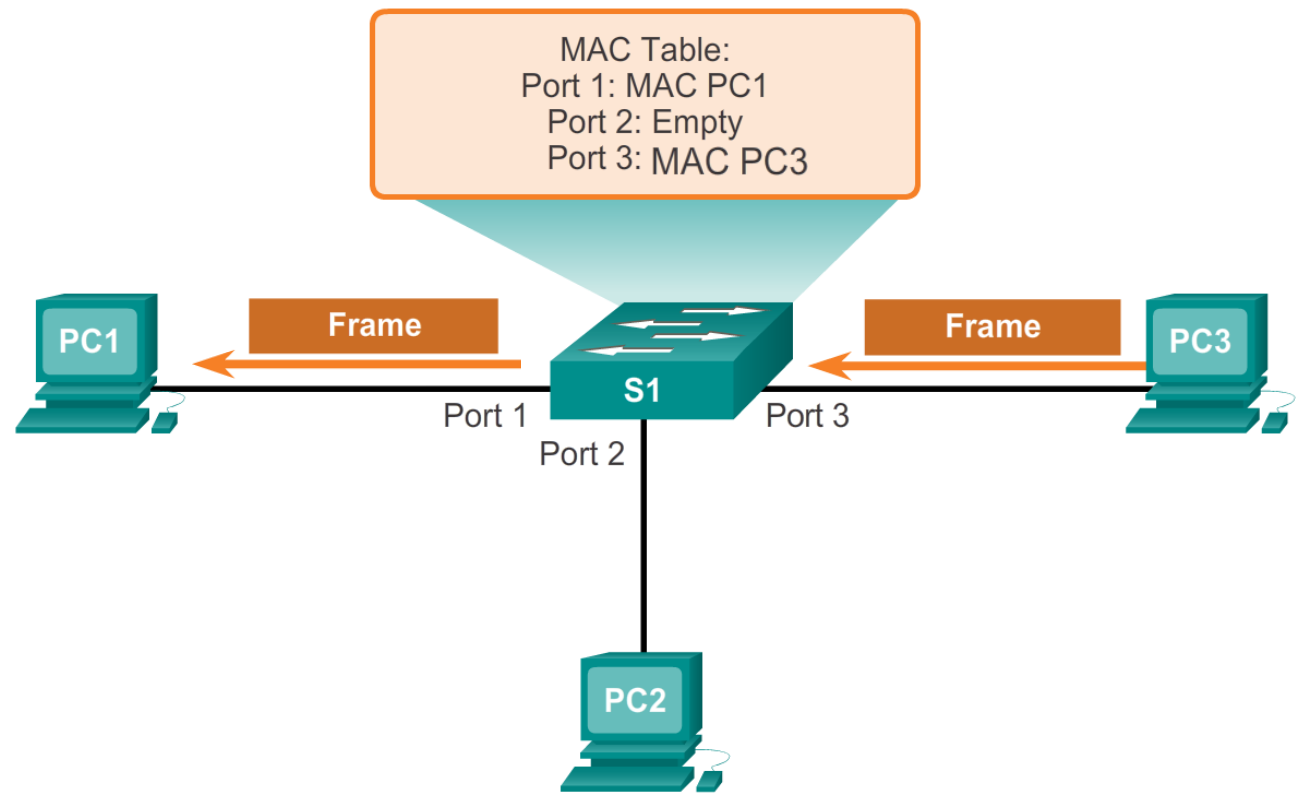 MAC Table:
Port 1: MAC PC1
Port 2: Empty
Port 3: MAC PC3
Frame
Frame
PC1
PC3
S1
Port 1
Port 3
Port 2
PC2